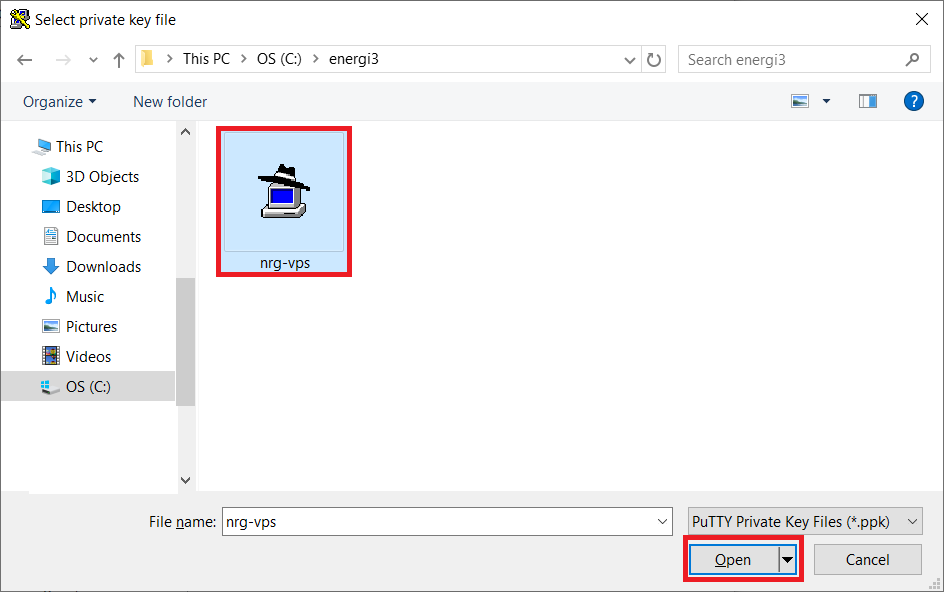 Select private key file
This PC > OS (C:) > energi3
Search energi3
Organize
New folder
?
This PC
3D Objects
Desktop
Documents
Downloads
Music
Pictures
Videos
OS (C:)
nrg-vps
File name: nrg-vps
PuTTY Private Key Files (*.ppk)
Open
Cancel